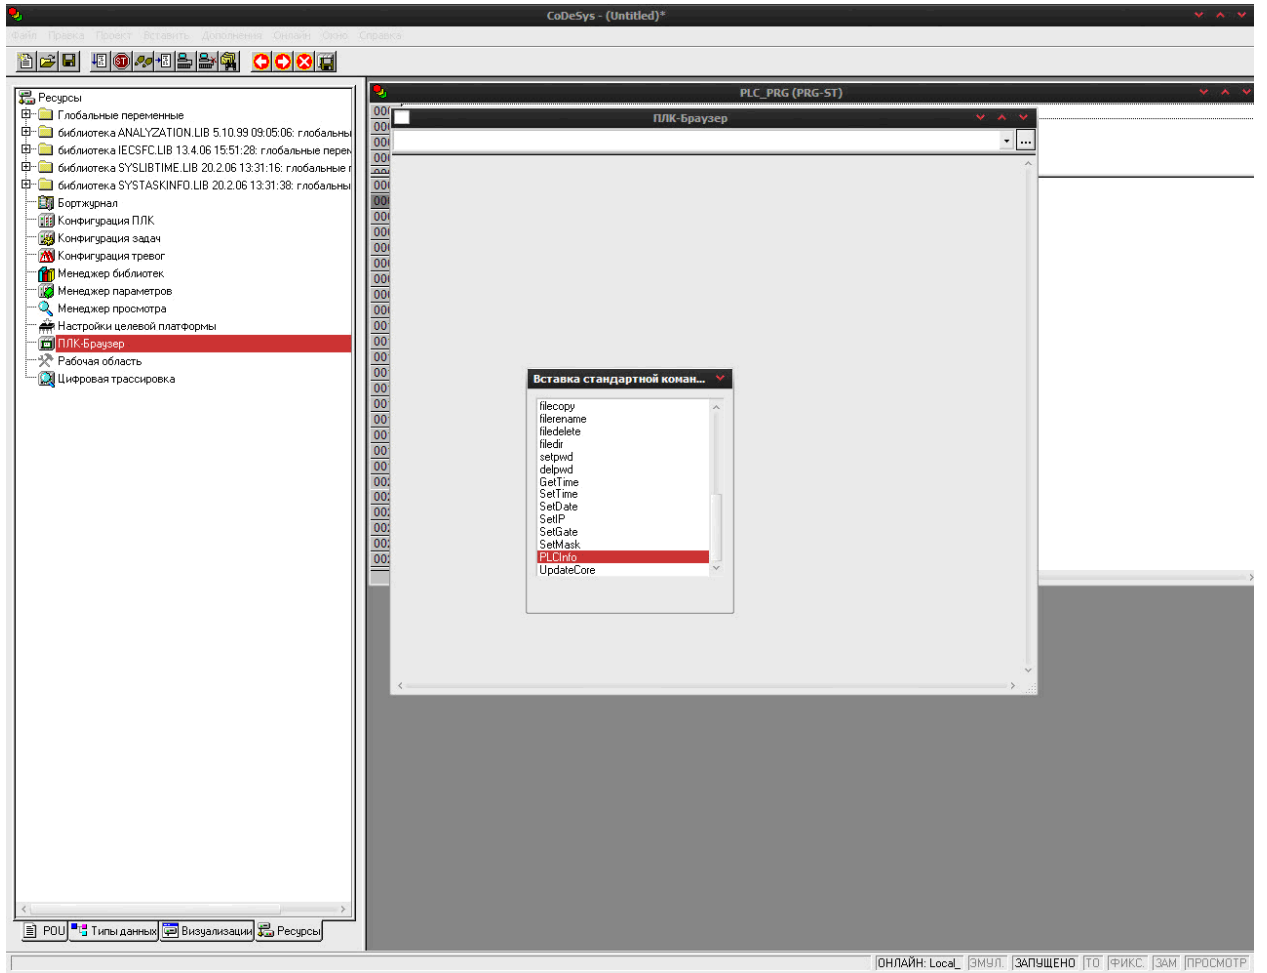 CoDeSys - (Untitled)*
Файл Правка Проект Вставить Дополнения Онлайн Окно Справка
Ресурсы
Глобальные переменные
библиотека ANALYZATION.LIB 5.10.99 09:05:06: глобальны
библиотека IECSFC.LIB 13.4.06 15:51:28: глобальные перем
библиотека SYSLIBTIME.LIB 20.2.06 13:31:16: глобальные г
библиотека SYSTASKINFO.LIB 20.2.06 13:31:38: глобальны
Бортжурнал
Конфигурация ПЛК
Конфигурация задач
Конфигурация тревог
Менеджер библиотек
Менеджер параметров
Менеджер просмотра
Настройки целевой платформы
ПЛК-Браузер
Рабочая область
Цифровая трассировка
POU Типы данных Визуализации Ресурсы
PLC_PRG (PRG-ST)
ПЛК-Браузер
...
Вставка стандартной коман...
filecopy
filerename
filedelete
filedir
setpwd
delpwd
GetTime
SetTime
SetDate
SetIP
SetGate
SetMask
PLCInfo
UpdateCore
ОНЛАЙН: Local_ ЭМУЛ. ЗАПУЩЕНО ТО ФИКС. ЗАМ ПРОСМОТР